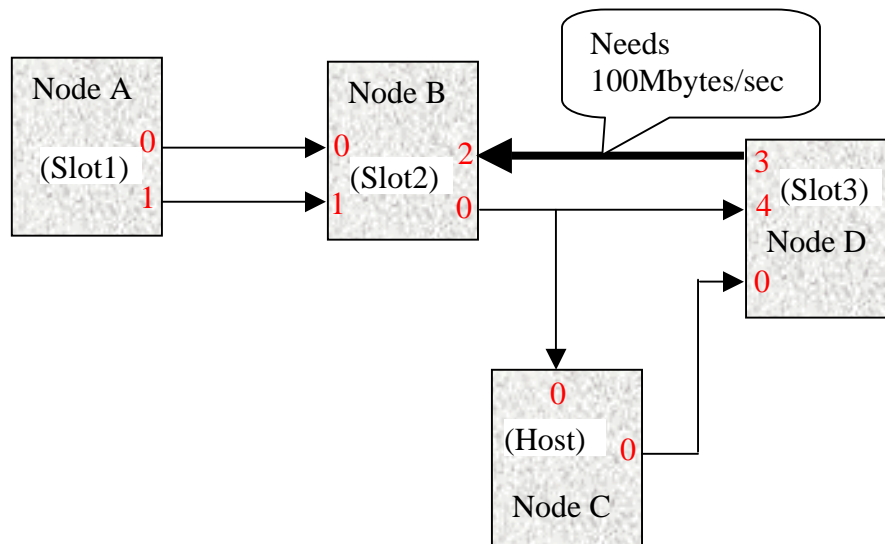 Needs
100Mbytes/sec
Node A
0
(Slot1)
1
Node B
0
2
(Slot2)
1
0
3
(Slot3)
4
Node D
0
0
(Host)
0
Node C